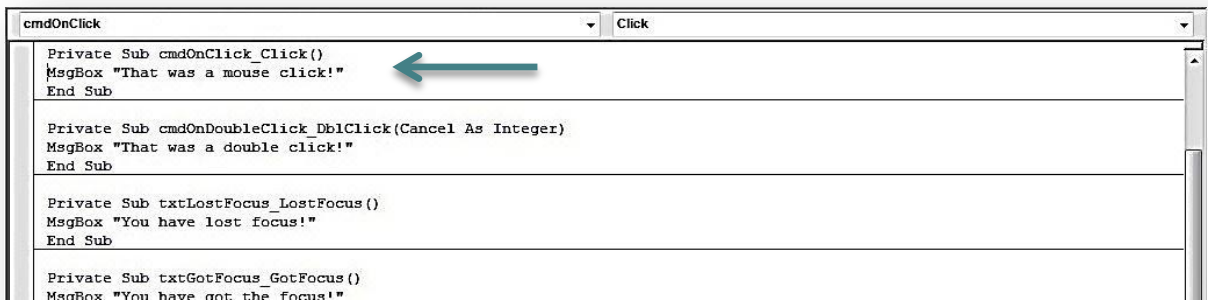 cmdOnClick
Click
Private Sub cmdOnClick_Click()
MsgBox "That was a mouse click!"
End Sub
Private Sub cmdOnDoubleClick_DblClick(Cancel As Integer)
MsgBox "That was a double click!"
End Sub
Private Sub txtLostFocus_LostFocus()
MsgBox "You have lost focus!"
End Sub
Private Sub txtGotFocus_GotFocus()
MsgBox "You have got the focus!"